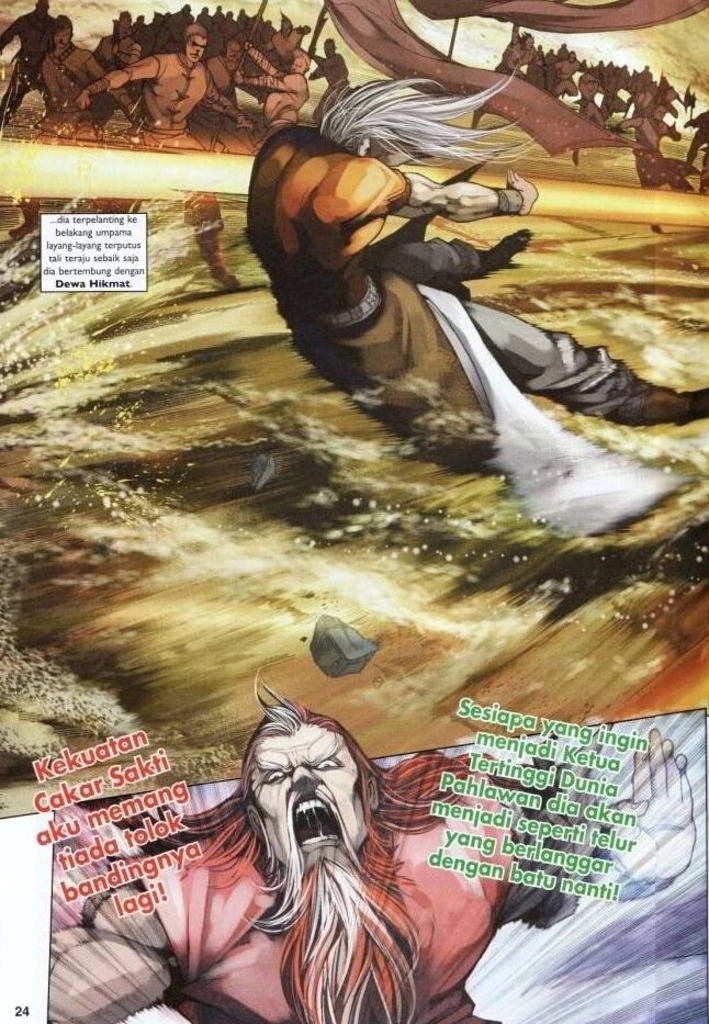 ...dia terpelanting ke
belakang umpama
layang-layang terputus
tali teraju sebaik saja
dia bertembung dengan
Dewa Hikmat.
Kekuatan
Cakar Sakti
aku memang
tiada tolok
bandingnya
lagi!
Sesiapa yang ingin
menjadi Ketua
Tertinggi Dunia
Pahlawan dia akan
menjadi seperti telur
yang berlanggar
dengan batu nanti!
24